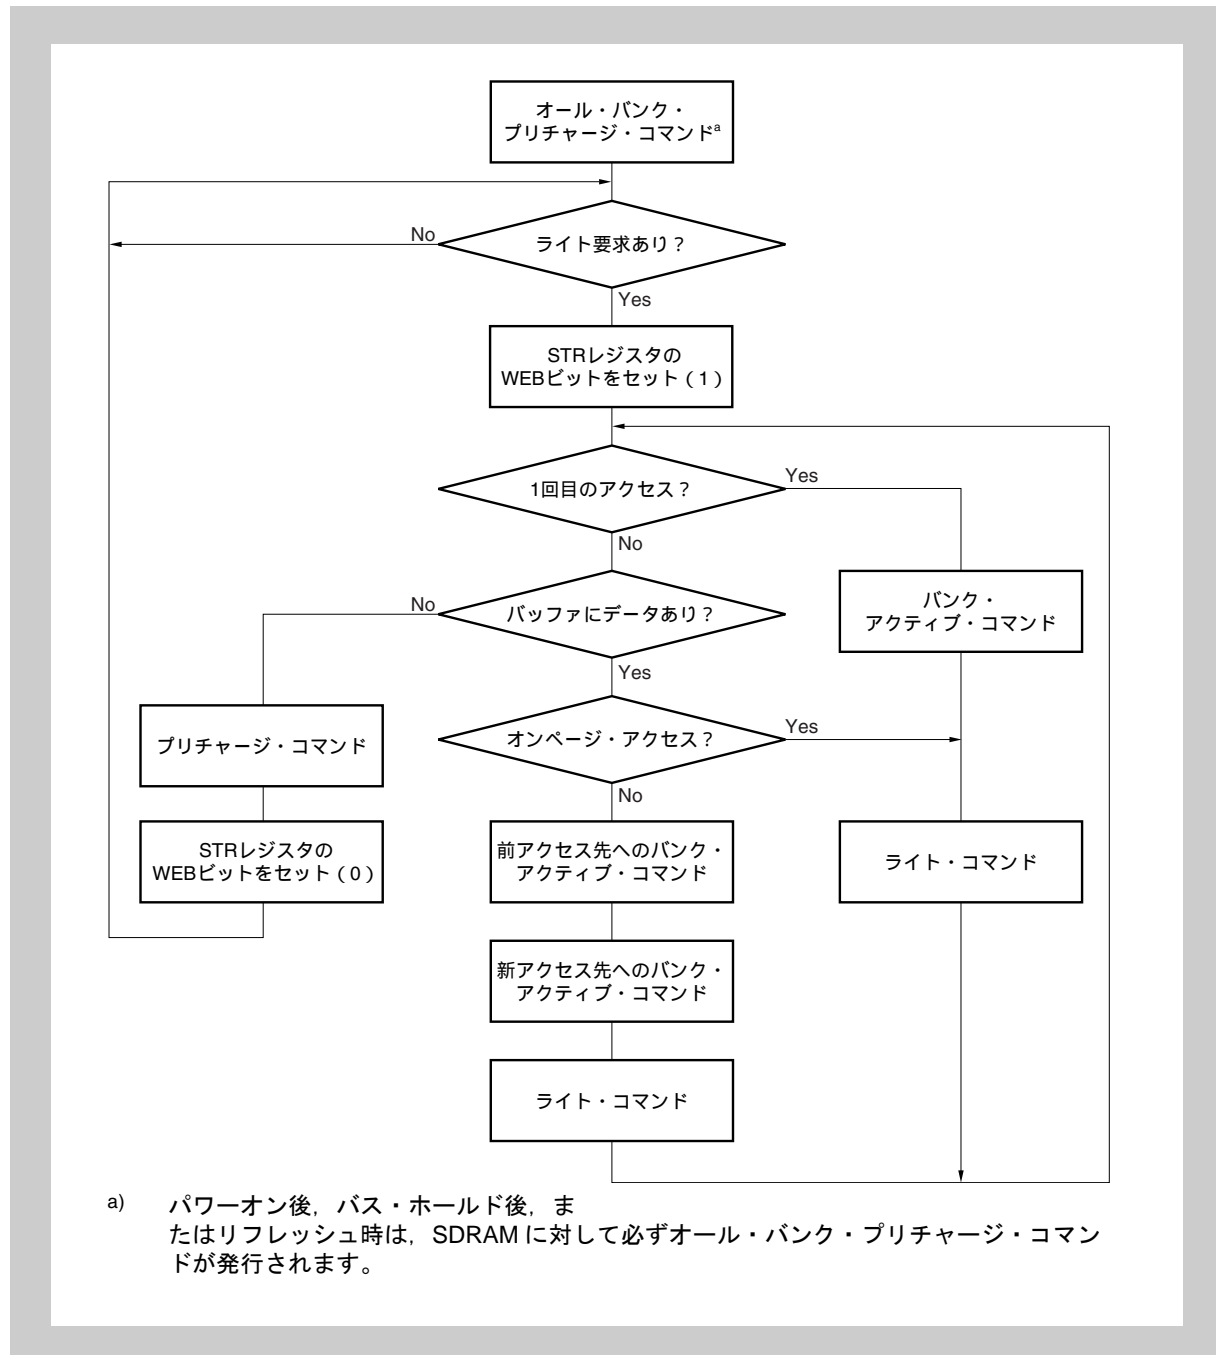 オール・バンク・
プリチャージ・コマンドa
No
ライト要求あり？
Yes
STRレジスタの
WEBビットをセット（1）
1回目のアクセス？
Yes
No
No
バッファにデータあり？
バンク・
アクティブ・コマンド
Yes
プリチャージ・コマンド
オンページ・アクセス？
Yes
No
STRレジスタの
WEBビットをセット（0）
前アクセス先へのバンク・
アクティブ・コマンド
ライト・コマンド
新アクセス先へのバンク・
アクティブ・コマンド
ライト・コマンド
a) パワーオン後，バス・ホールド後，ま
たはリフレッシュ時は，SDRAM に対して必ずオール・バンク・プリチャージ・コマン
ドが発行されます。